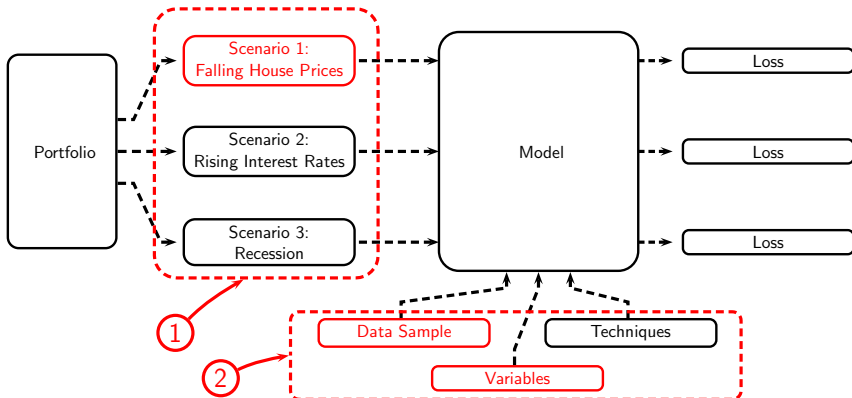 Scenario 1:
Falling House Prices
Loss
Portfolio
Scenario 2:
Rising Interest Rates
Model
Loss
Scenario 3:
Recession
Loss
1
Data Sample
Techniques
2
Variables